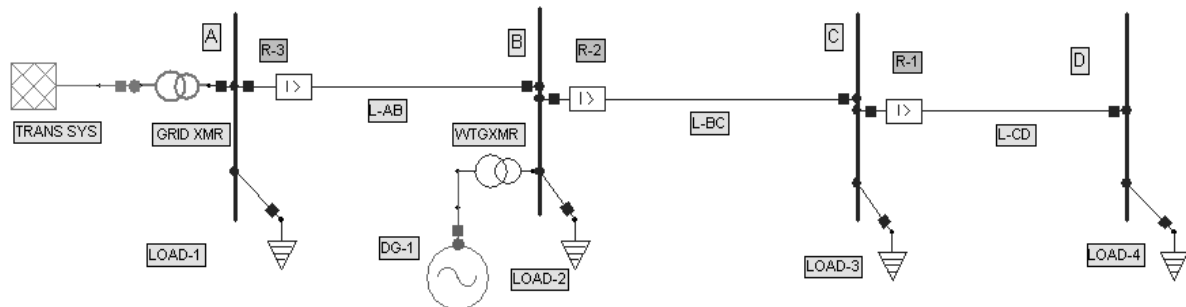 A
B
C
D
R-3
R-2
R-1
I>
I>
I>
L-AB
L-BC
L-CD
TRANS SYS
GRID XMR
WTGXMR
DG-1
LOAD-1
LOAD-2
LOAD-3
LOAD-4